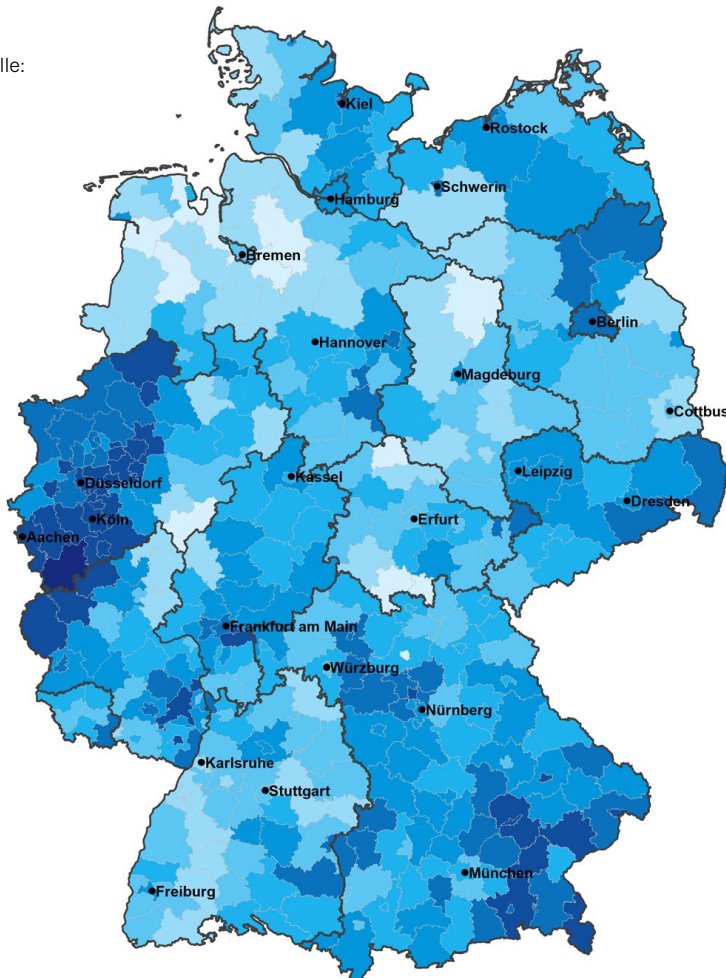 lle:
Kiel
Rostock
Schwerin
Hamburg
Bremen
Berlin
Hannover
Magdeburg
Cottbus
Kassel
Leipzig
Düsseldorf
Dresden
Köln
Erfurt
Aachen
Frankfurt am Main
Würzburg
Nürnberg
Karlsruhe
Stuttgart
München
Freiburg